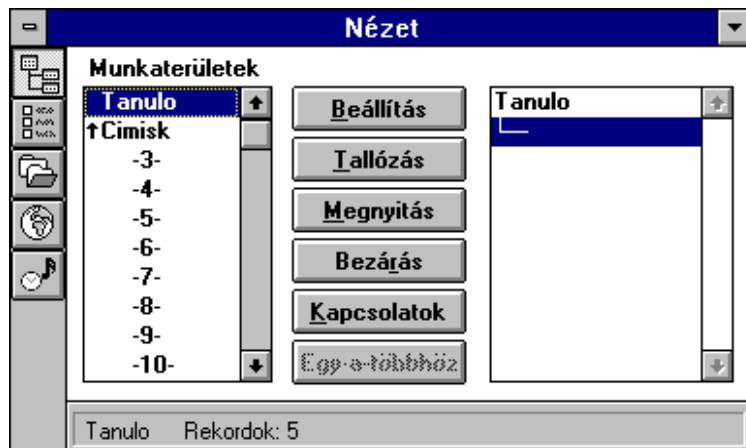 Nézet
Munkaterületek
Tanulo
↑Cimisk
-3-
-4-
-5-
-6-
-7-
-8-
-9-
-10-
Beállítás
Tallózás
Megnyitás
Bezárás
Kapcsolatok
Egy-a-többhöz
Tanulo
Tanulo Rekordok: 5